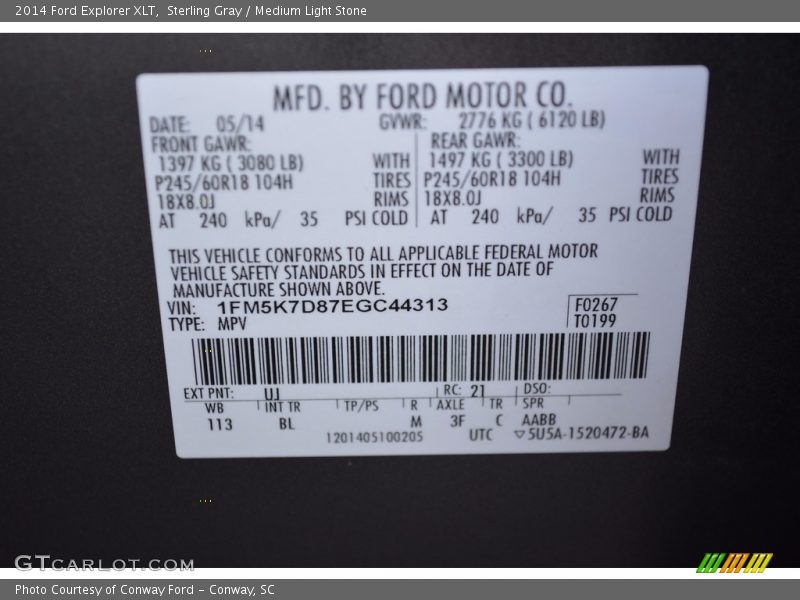 2014 Ford Explorer XLT,  Sterling Gray / Medium Light Stone
MFD. BY FORD MOTOR CO.
DATE: 05/14 GVWR: 2776 KG ( 6120 LB)
FRONT GAWR: REAR GAWR:
1397 KG ( 3080 LB) WITH 1497 KG ( 3300 LB) WITH
P245/60R18 104H TIRES P245/60R18 104H TIRES
18X8.0J RIMS 18X8.0J RIMS
AT 240 kPa/ 35 PSI COLD AT 240 kPa/ 35 PSI COLD
THIS VEHICLE CONFORMS TO ALL APPLICABLE FEDERAL MOTOR
VEHICLE SAFETY STANDARDS IN EFFECT ON THE DATE OF
MANUFACTURE SHOWN ABOVE.
VIN: 1FM5K7D87EGC44313 F0267
TYPE: MPV T0199
EXT PNT: UJ RC: 21 DSO:
WB INT TR TP/PS R AXLE TR SPR
113 BL M 3F C AABB
1201405100205 UTC ▽5U5A-1520472-BA
GTCARLOT.COM
Photo Courtesy of Conway Ford – Conway, SC